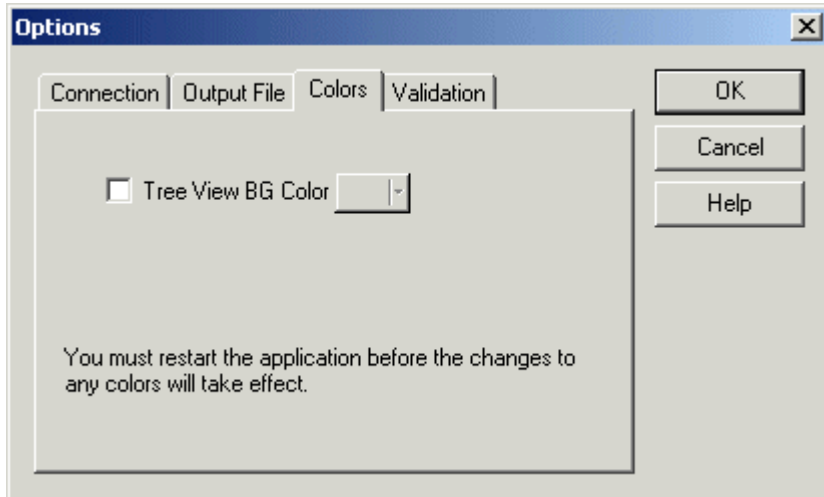 Options
Connection Output File Colors Validation
OK
Cancel
Tree View BG Color
Help
You must restart the application before the changes to
any colors will take effect.